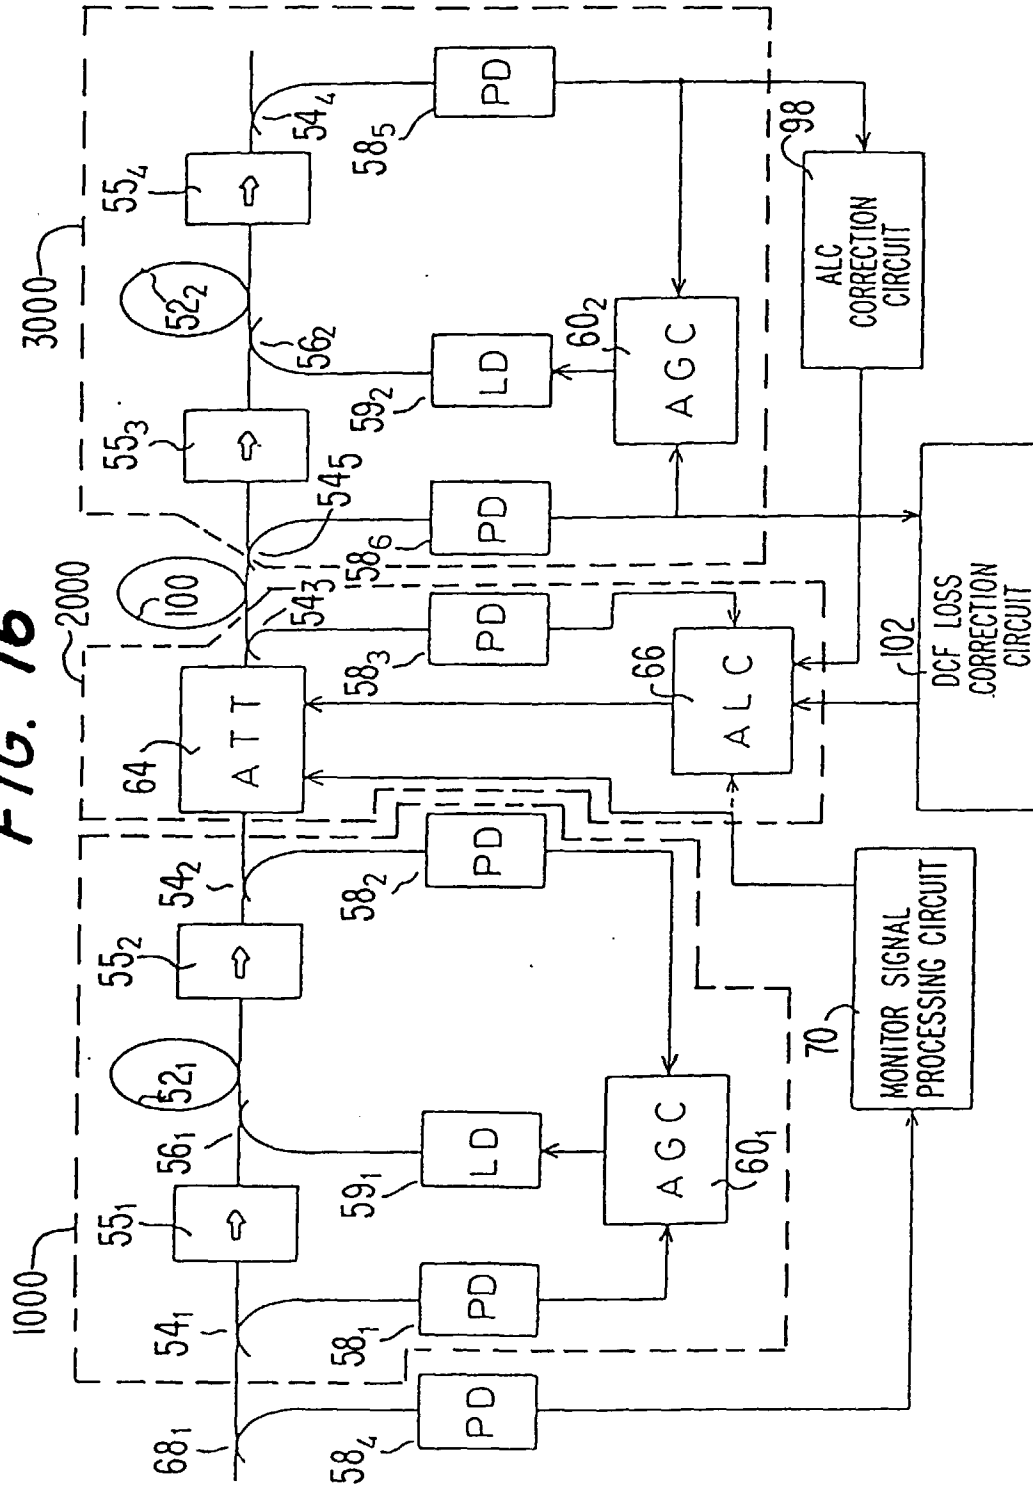 FIG. 16
1000
2000
3000
68₁
54₁
55₁
56₁
52₁
55₂
54₂
64
ATT
54₃
100
54₅
55₃
56₂
52₂
55₄
54₄
58₄
PD
58₁
PD
59₁
LD
58₂
PD
58₃
PD
58₆
PD
59₂
LD
58₅
PD
AGC
60₁
66
ALC
60₂
AGC
70
MONITOR SIGNAL
PROCESSING CIRCUIT
102
DCF LOSS
CORRECTION
CIRCUIT
98
ALC
CORRECTION
CIRCUIT